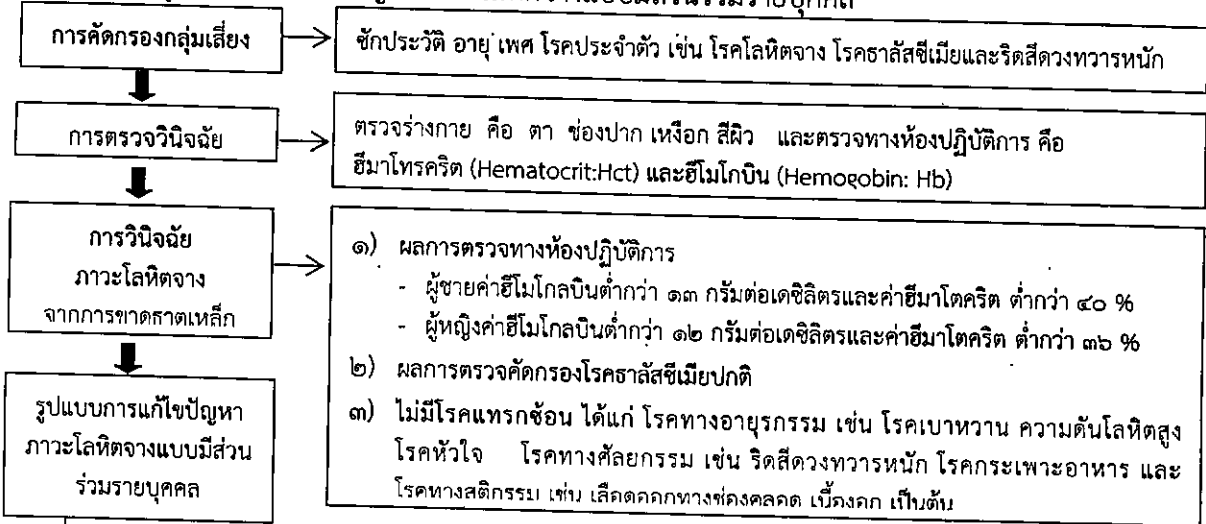 การคัดกรองกลุ่มเสี่ยง
ซักประวัติ อายุ เพศ โรคประจำตัว เช่น โรคโลหิตจาง โรคธาลัสซีเมียและริดสีดวงทวารหนัก
การตรวจวินิจฉัย
ตรวจร่างกาย คือ ตา ช่องปาก เหงือก สีผิว และตรวจทางห้องปฏิบัติการ คือ
ฮีมาโทรคริต (Hematocrit:Hct) และฮีโมโกบิน (Hemogobin: Hb)
การวินิจฉัย
ภาวะโลหิตจาง
จากการขาดธาตุเหล็ก
๑) ผลการตรวจทางห้องปฏิบัติการ
- ผู้ชายค่าฮีโมโกลบินต่ำกว่า ๑๓ กรัมต่อเดซิลิตรและค่าฮีมาโตคริต ต่ำกว่า ๔๐ %
- ผู้หญิงค่าฮีโมโกลบินต่ำกว่า ๑๒ กรัมต่อเดซิลิตรและค่าฮีมาโตคริต ต่ำกว่า ๓๖ %
๒) ผลการตรวจคัดกรองโรคธาลัสซีเมียปกติ
๓) ไม่มีโรคแทรกซ้อน ได้แก่ โรคทางอายุรกรรม เช่น โรคเบาหวาน ความดันโลหิตสูง
โรคหัวใจ โรคทางศัลยกรรม เช่น ริดสีดวงทวารหนัก โรคกระเพาะอาหาร และ
โรคทางสูติกรรม เช่น เลือดออกทางช่องคลอด เนื้องอก เป็นต้น
รูปแบบการแก้ไขปัญหา
ภาวะโลหิตจางแบบมีส่วน
ร่วมรายบุคคล